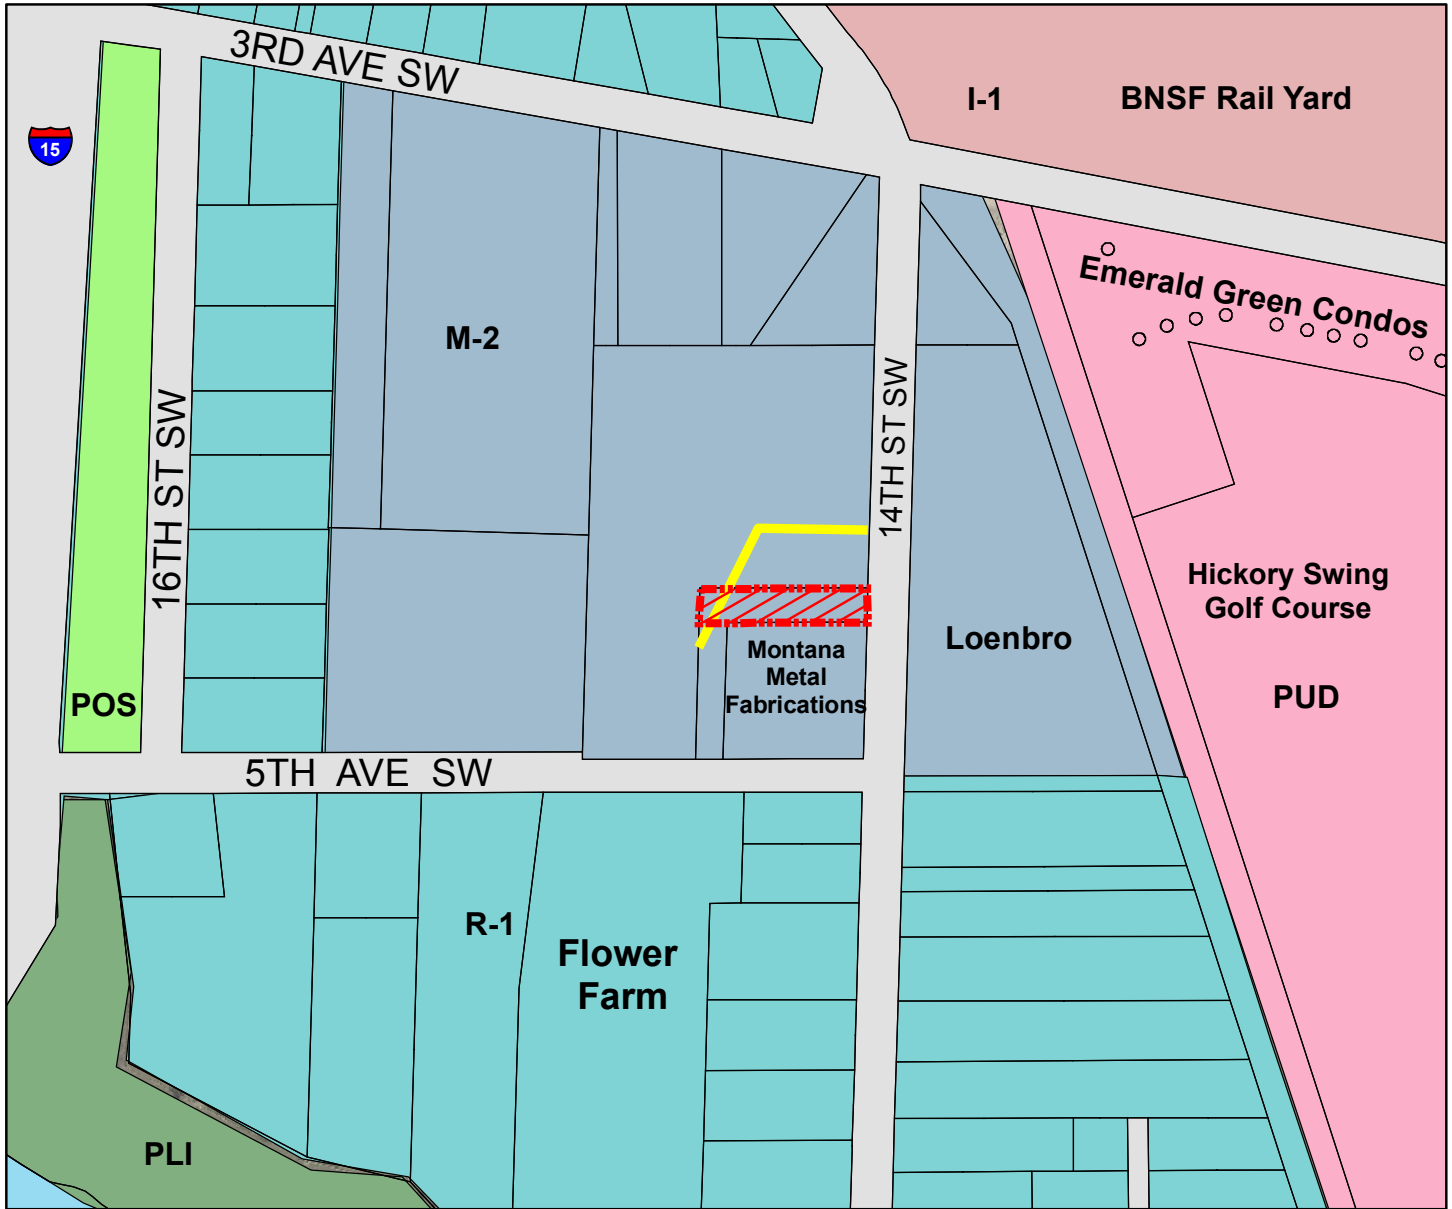 3RD AVE SW
I-1
BNSF Rail Yard
15
Emerald Green Condos
M-2
14TH ST SW
16TH ST SW
Hickory Swing
Golf Course
Loenbro
Montana
Metal
Fabrications
PUD
POS
5TH AVE SW
R-1
Flower
Farm
PLI